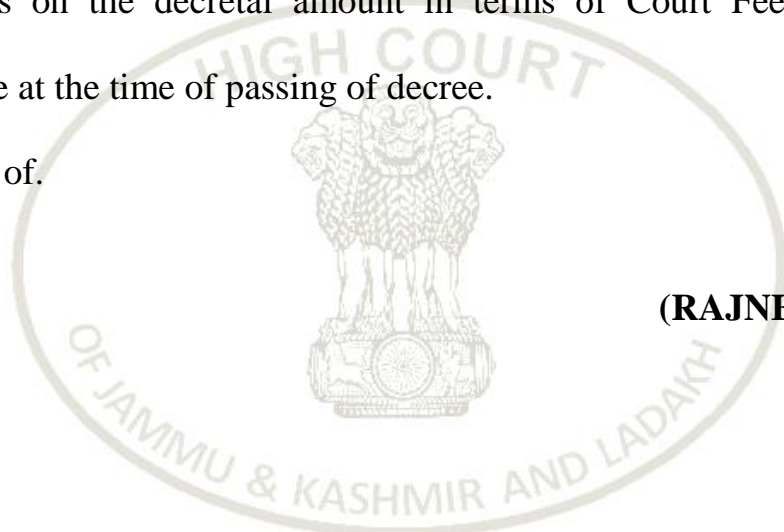 s on the decretal amount in terms of Court Fee
e at the time of passing of decree.
of.
(RAJNE
HIGH COURT
OF JAMMU & KASHMIR AND LADAKH